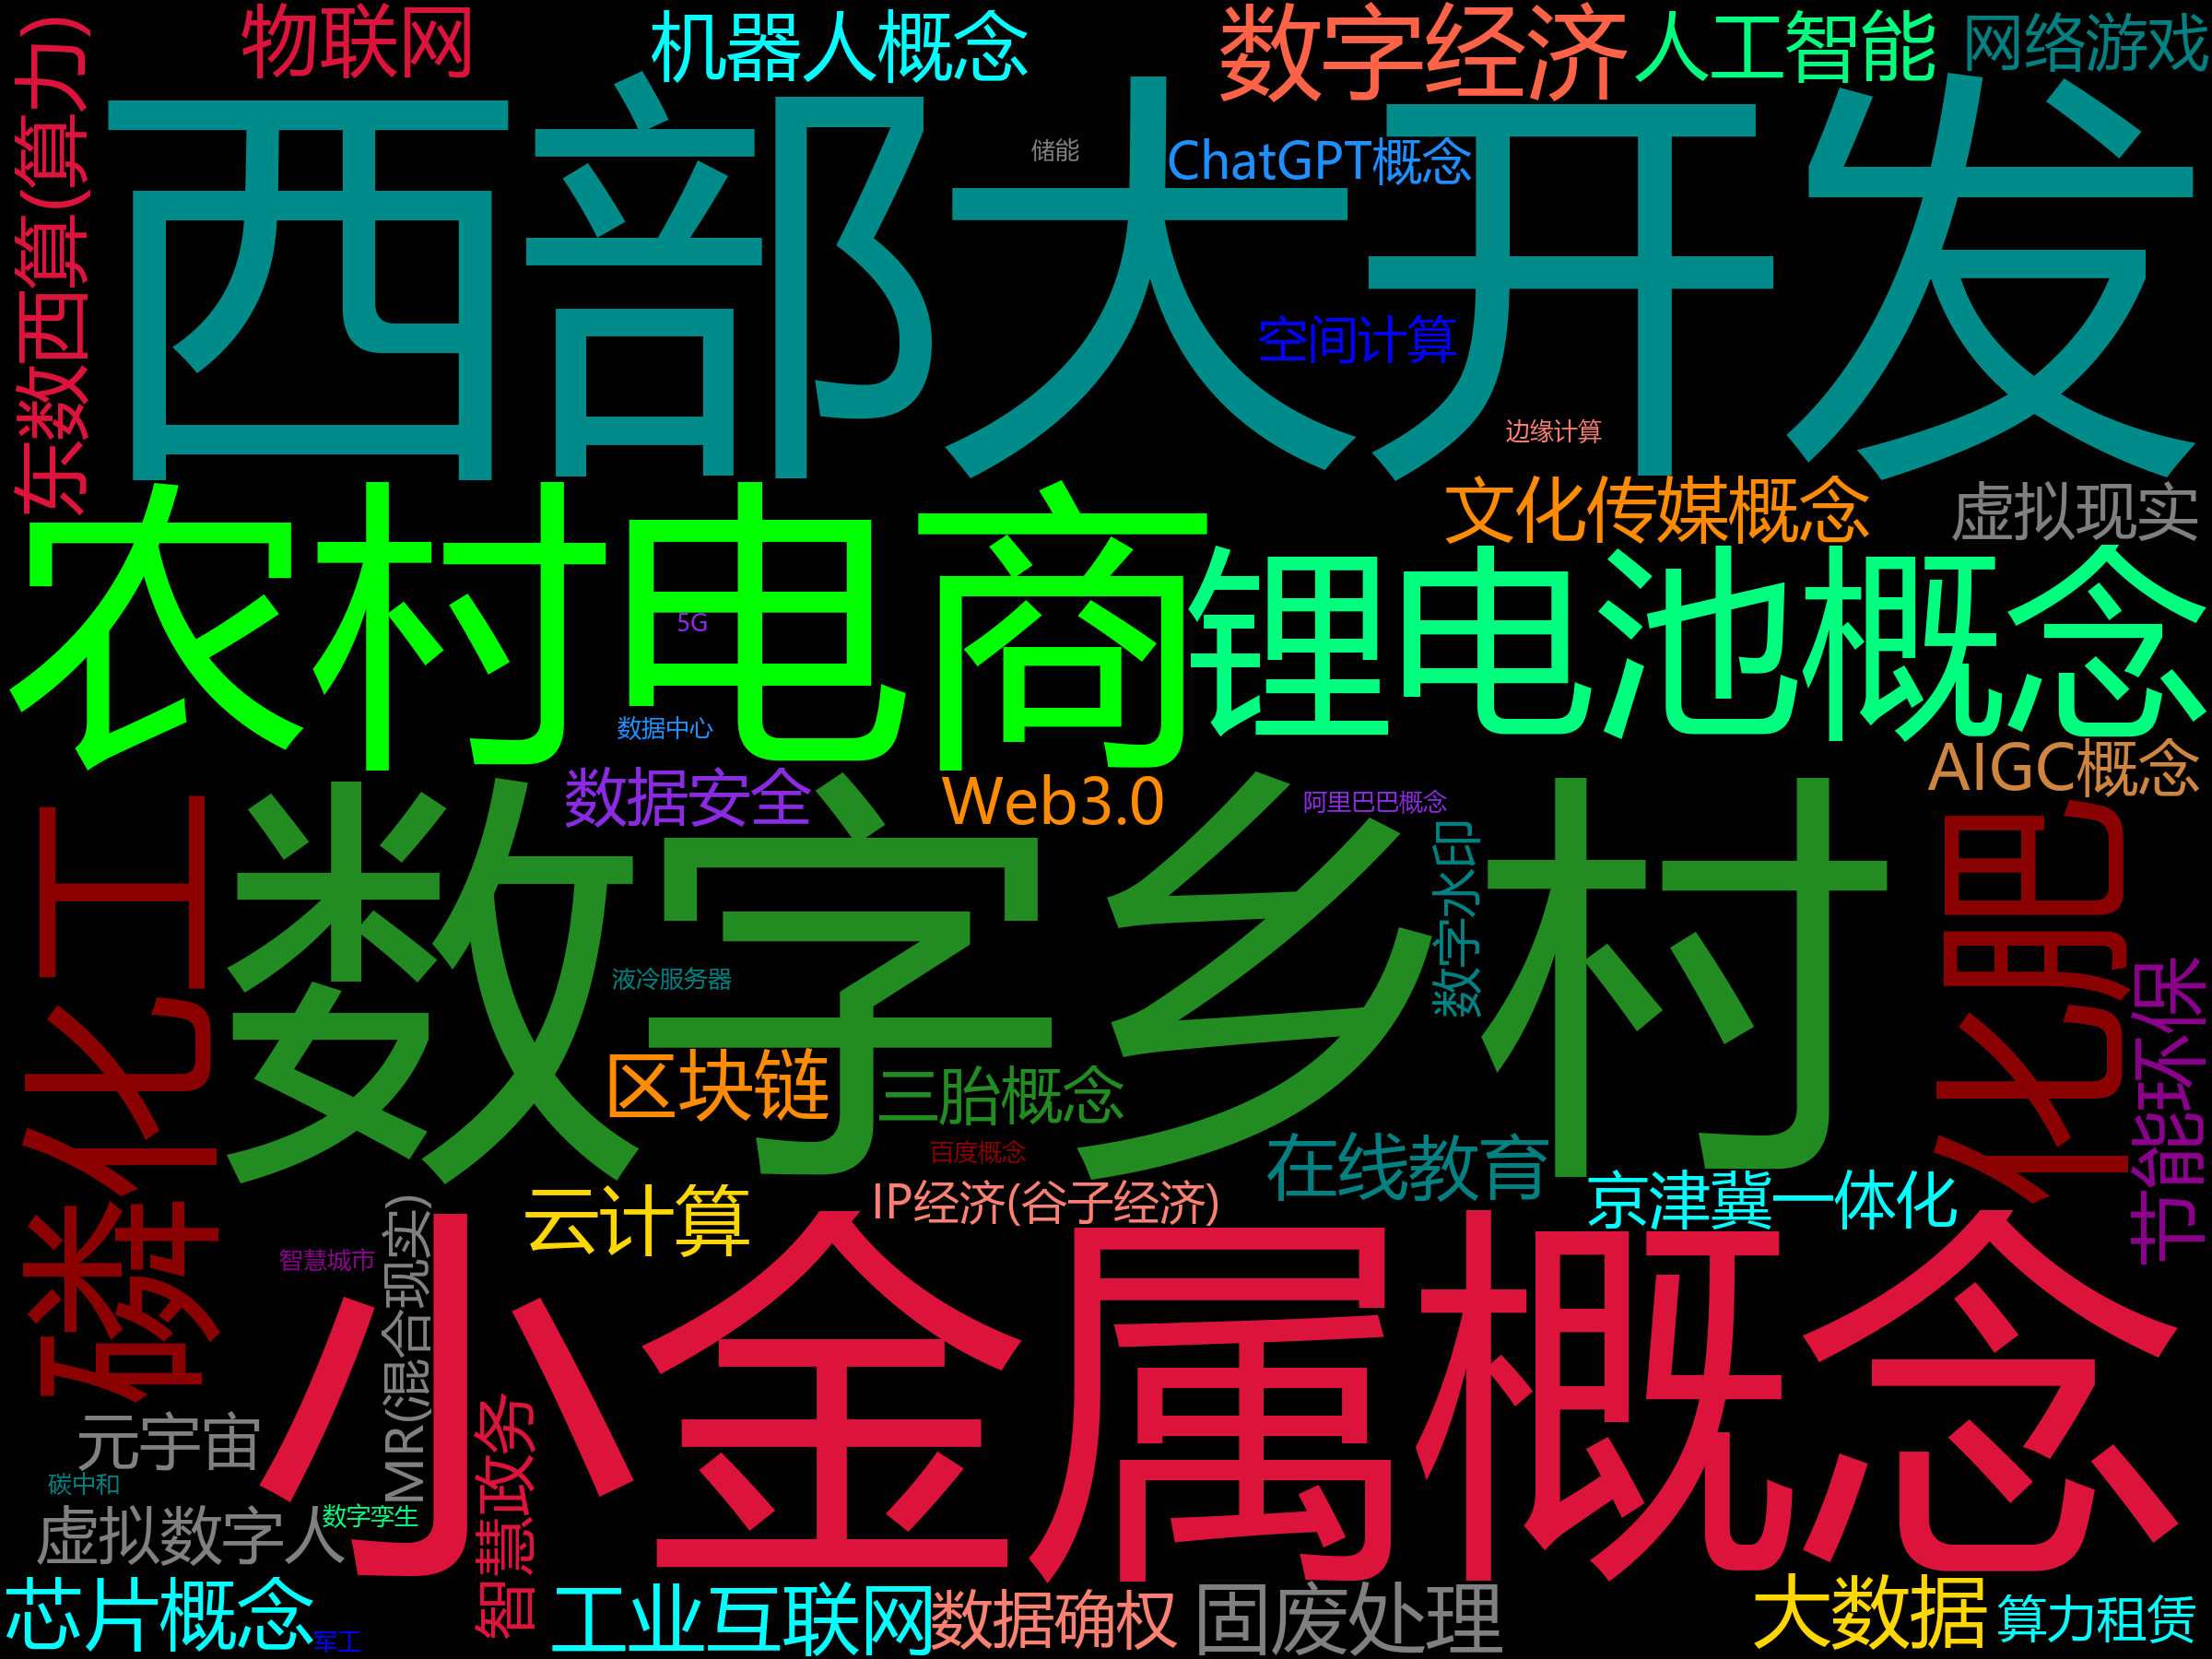 物联网
机器人概念
数字经济
人工智能
网络游戏
东数西算(算力)
西部大开发
储能
ChatGPT概念
空间计算
边缘计算
文化传媒概念
虚拟现实
农村电商
锂电池概念
5G
数据中心
数据安全
Web3.0
阿里巴巴概念
AIGC概念
磷化工
数字乡村
数字水印
化肥
液冷服务器
节能环保
区块链
三胎概念
百度概念
在线教育
京津冀一体化
云计算
IP经济(谷子经济)
智慧城市
MR(混合现实)
小金属概念
元宇宙
碳中和
虚拟数字人
数字孪生
智慧政务
芯片概念
军工
工业互联网
数据确权
固废处理
大数据
算力租赁